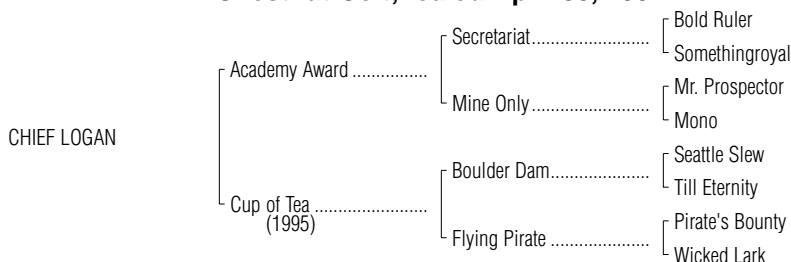 Bold Ruler
Secretariat
Somethingroyal
Academy Award
Mr. Prospector
Mine Only
Mono
CHIEF LOGAN
Seattle Slew
Boulder Dam
Till Eternity
Cup of Tea
(1995)
Pirate's Bounty
Flying Pirate
Wicked Lark